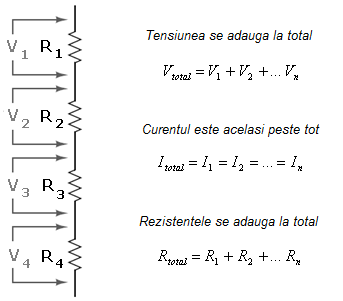 V1 R1
Tensiunea se adauga la total
Vtotal = V1 + V2 + ... Vn
V2 R2
Curentul este acelasi peste tot
Itotal = I1 = I2 = ... = In
V3 R3
Rezistentele se adauga la total
V4 R4
Rtotal = R1 + R2 + ... Rn